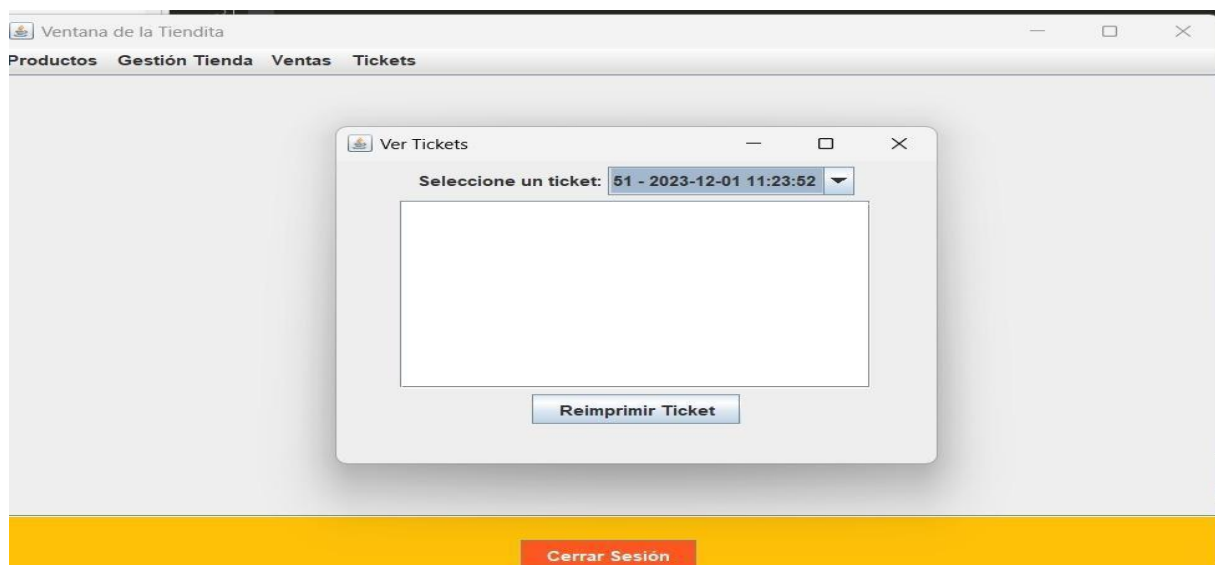 Ventana de la Tiendita
Productos Gestión Tienda Ventas Tickets
Ver Tickets
Seleccione un ticket: 51 - 2023-12-01 11:23:52
Reimprimir Ticket
Cerrar Sesión